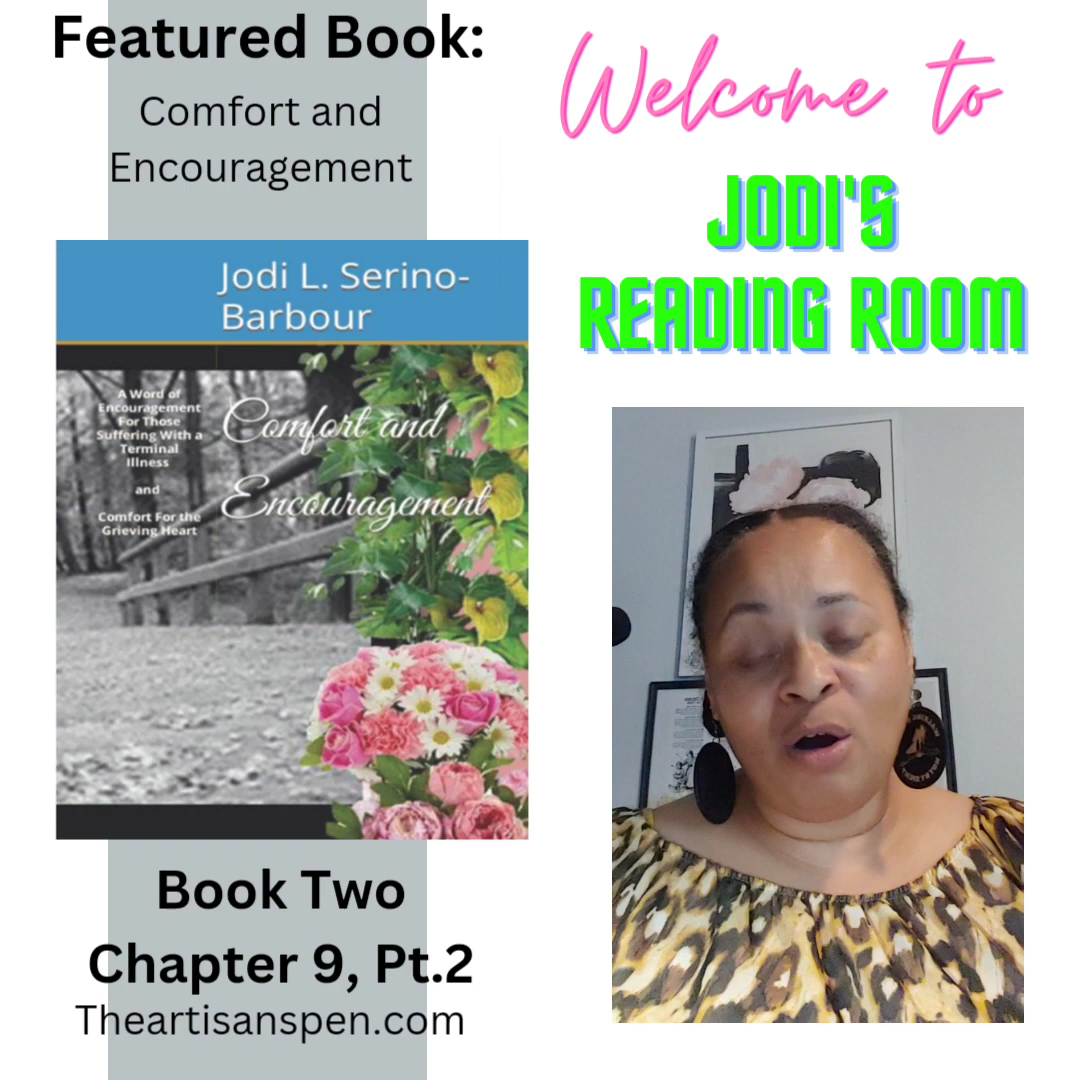 Featured Book:
Comfort and
Encouragement
Jodi L. Serino-
Barbour
A Word of
Encouragement
For Those
Suffering With a
Terminal
Illness
and
Comfort For the
Grieving Heart
Comfort and
Encouragement
Book Two
Chapter 9, Pt.2
Theartisanspen.com
Welcome to
JODI'S
READING ROOM